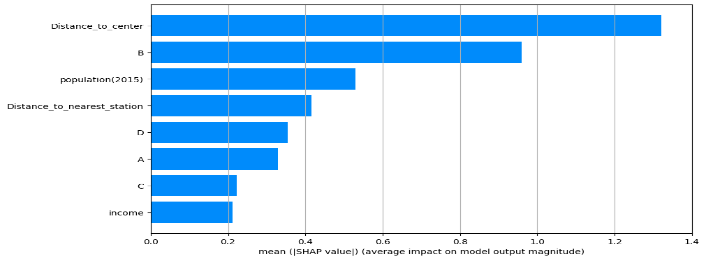 Distance_to_center
B
population(2015)
Distance_to_nearest_station
D
A
C
income
0.0 0.2 0.4 0.6 0.8 1.0 1.2 1.4
mean (|SHAP value|) (average impact on model output magnitude)